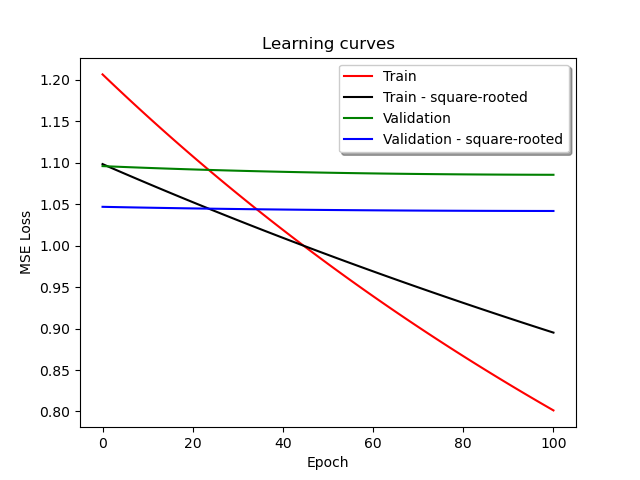 Learning curves
Train
Train - square-rooted
Validation
Validation - square-rooted
MSE Loss
1.20
1.15
1.10
1.05
1.00
0.95
0.90
0.85
0.80
0 20 40 60 80 100
Epoch